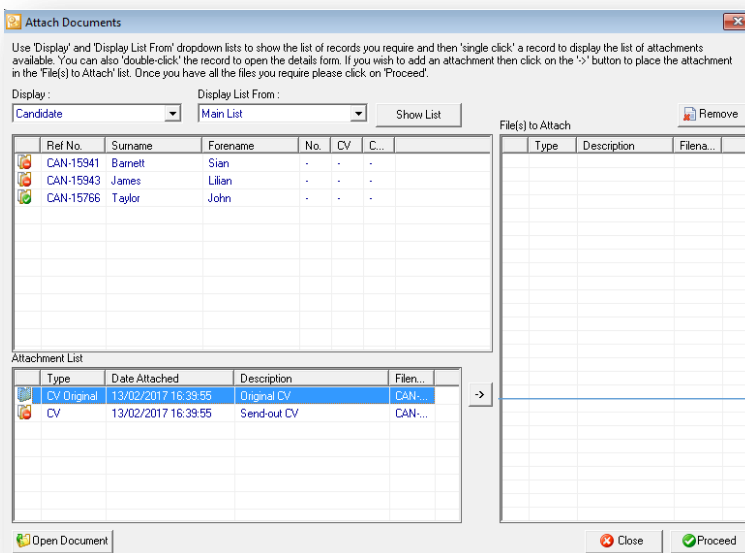 Attach Documents
Use 'Display' and 'Display List From' dropdown lists to show the list of records you require and then 'single click' a record to display the list of attachments
available. You can also 'double-click' the record to open the details form. If you wish to add an attachment then click on the '->' button to place the attachment
in the 'File(s) to Attach' list. Once you have all the files you require please click on 'Proceed'.
Display : Display List From :
Candidate Main List Show List Remove
File(s) to Attach
Ref No. Surname Forename No. CV C... Type Description Filena...
CAN-15941 Barnett Sian - - -
CAN-15943 James Lilian - - -
CAN-15766 Taylor John - - -
Attachment List
Type Date Attached Description Filen...
CV Original 13/02/2017 16:39:55 Original CV CAN-... ->
CV 13/02/2017 16:39:55 Send-out CV CAN-...
Open Document Close Proceed